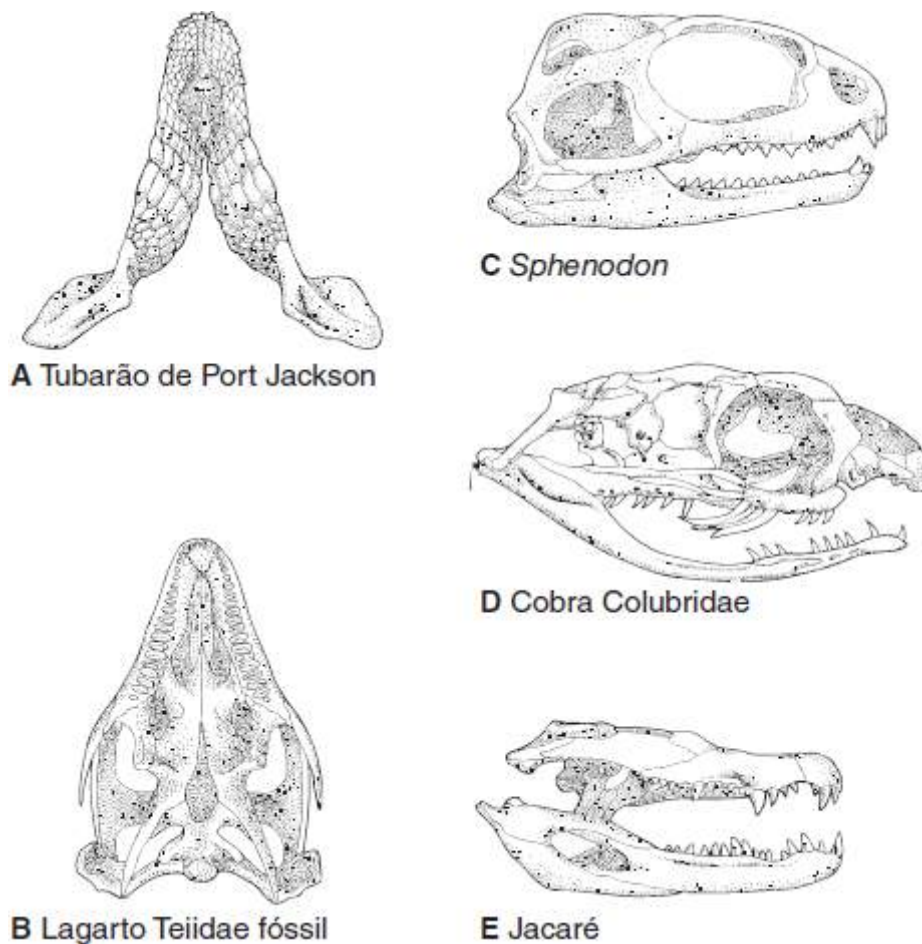 A Tubarão de Port Jackson
B Lagarto Teiidae fóssil
C Sphenodon
D Cobra Colubridae
E Jacaré